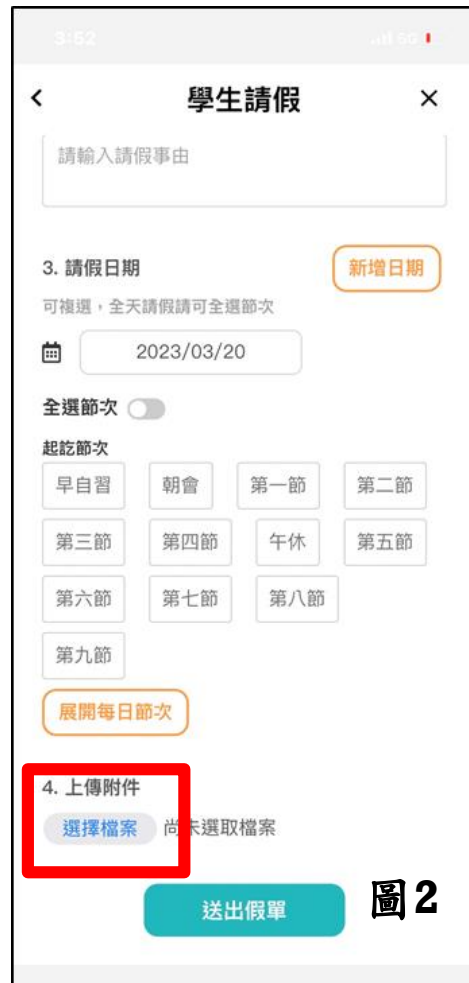 3:52
5G
學生請假
請輸入請假事由
3. 請假日期
新增日期
可複選，全天請假請可全選節次
2023/03/20
全選節次
起訖節次
早自習 朝會 第一節 第二節
第三節 第四節 午休 第五節
第六節 第七節 第八節
第九節
展開每日節次
4. 上傳附件
選擇檔案 尚未選取檔案
送出假單
圖2